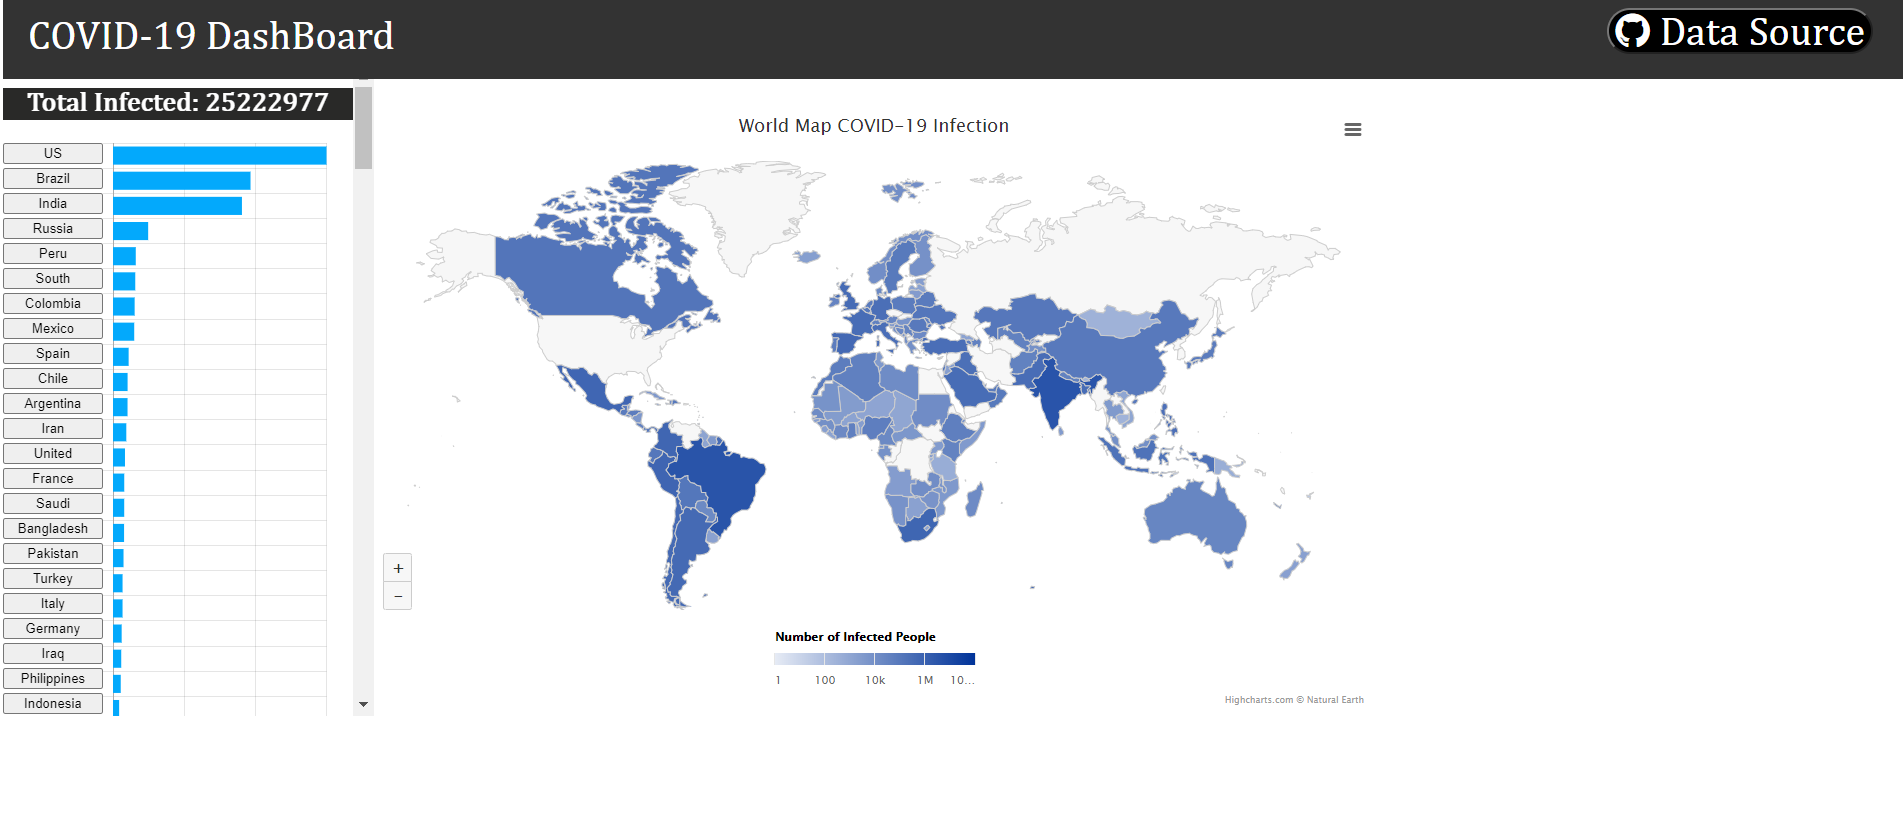 COVID-19 DashBoard
Data Source
Total Infected: 25222977
US
Brazil
India
Russia
Peru
South
Colombia
Mexico
Spain
Chile
Argentina
Iran
United
France
Saudi
Bangladesh
Pakistan
Turkey
Italy
Germany
Iraq
Philippines
Indonesia
World Map COVID-19 Infection
+
−
Number of Infected People
1 100 10k 1M 10...
Highcharts.com © Natural Earth